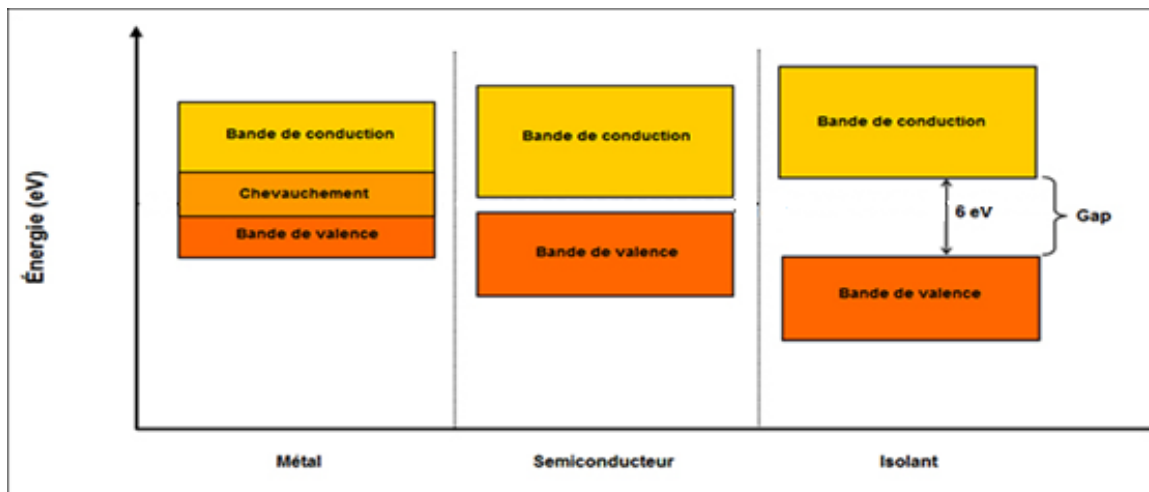 Énergie (eV)
Bande de conduction
Chevauchement
Bande de valence
Métal
Bande de conduction
Bande de valence
Semiconducteur
Bande de conduction
6 eV
Gap
Bande de valence
Isolant